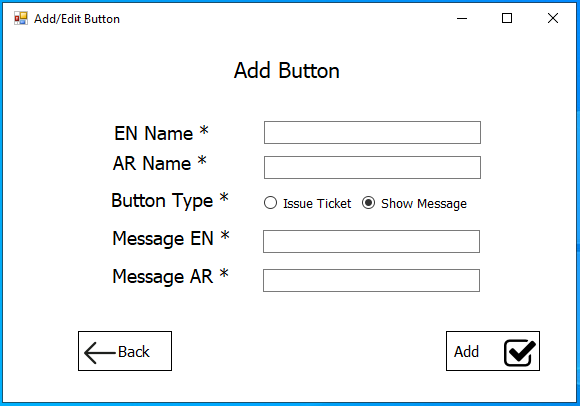 Add/Edit Button
Add Button
EN Name *
AR Name *
Button Type * Issue Ticket Show Message
Message EN *
Message AR *
Back Add